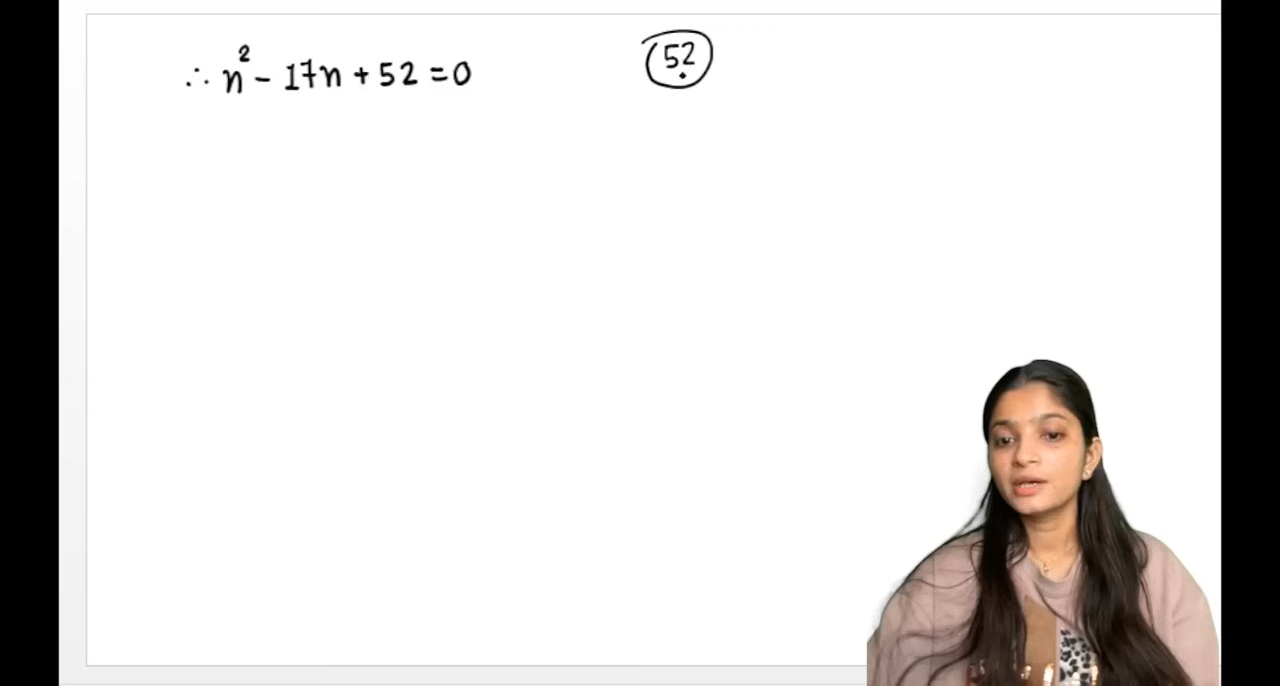 ∴ n² - 17n + 52 = 0
52